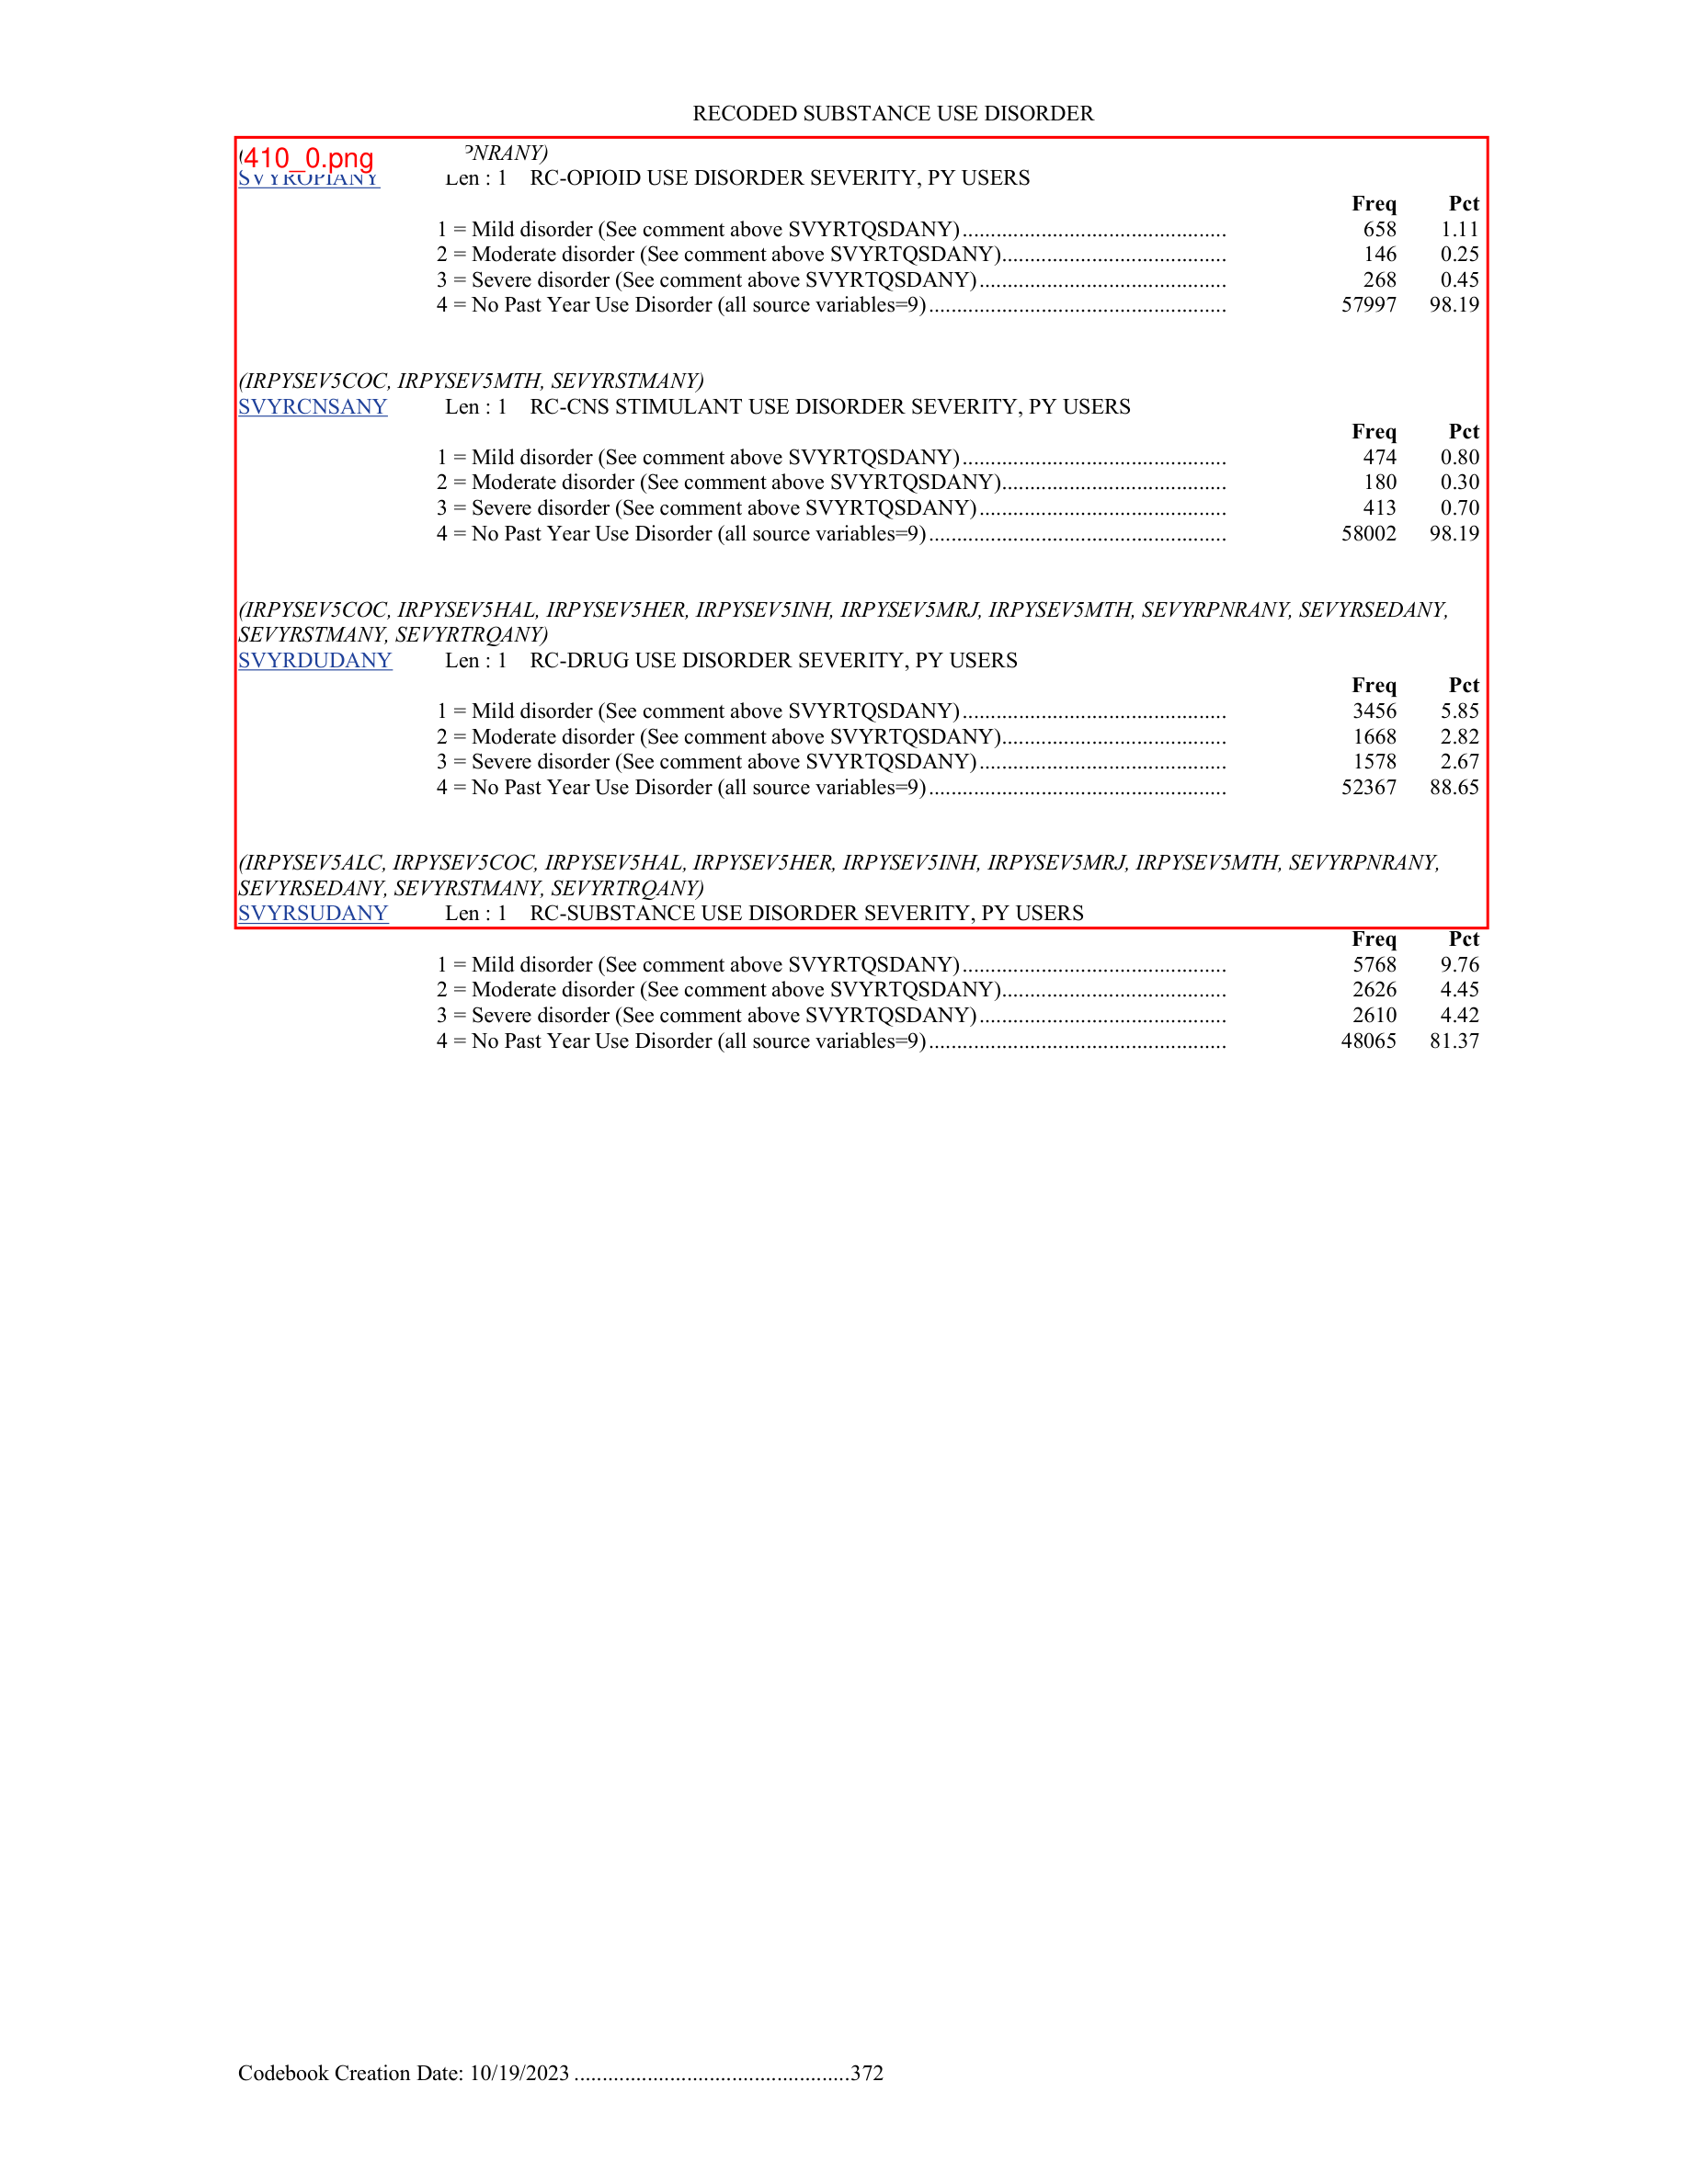 RECODED SUBSTANCE USE DISORDER
410_0.png NRANY)
SVYROPIANY Len : 1 RC-OPIOID USE DISORDER SEVERITY, PY USERS
Freq Pct
1 = Mild disorder (See comment above SVYRTQSDANY)............................................... 658 1.11
2 = Moderate disorder (See comment above SVYRTQSDANY)........................................ 146 0.25
3 = Severe disorder (See comment above SVYRTQSDANY)............................................ 268 0.45
4 = No Past Year Use Disorder (all source variables=9)..................................................... 57997 98.19
(IRPYSEV5COC, IRPYSEV5MTH, SEVYRSTMANY)
SVYRCNSANY Len : 1 RC-CNS STIMULANT USE DISORDER SEVERITY, PY USERS
Freq Pct
1 = Mild disorder (See comment above SVYRTQSDANY)............................................... 474 0.80
2 = Moderate disorder (See comment above SVYRTQSDANY)........................................ 180 0.30
3 = Severe disorder (See comment above SVYRTQSDANY)............................................ 413 0.70
4 = No Past Year Use Disorder (all source variables=9)..................................................... 58002 98.19
(IRPYSEV5COC, IRPYSEV5HAL, IRPYSEV5HER, IRPYSEV5INH, IRPYSEV5MRJ, IRPYSEV5MTH, SEVYRPNRANY, SEVYRSEDANY,
SEVYRSTMANY, SEVYRTRQANY)
SVYRDUDANY Len : 1 RC-DRUG USE DISORDER SEVERITY, PY USERS
Freq Pct
1 = Mild disorder (See comment above SVYRTQSDANY)............................................... 3456 5.85
2 = Moderate disorder (See comment above SVYRTQSDANY)........................................ 1668 2.82
3 = Severe disorder (See comment above SVYRTQSDANY)............................................ 1578 2.67
4 = No Past Year Use Disorder (all source variables=9)..................................................... 52367 88.65
(IRPYSEV5ALC, IRPYSEV5COC, IRPYSEV5HAL, IRPYSEV5HER, IRPYSEV5INH, IRPYSEV5MRJ, IRPYSEV5MTH, SEVYRPNRANY,
SEVYRSEDANY, SEVYRSTMANY, SEVYRTRQANY)
SVYRSUDANY Len : 1 RC-SUBSTANCE USE DISORDER SEVERITY, PY USERS
Freq Pct
1 = Mild disorder (See comment above SVYRTQSDANY)............................................... 5768 9.76
2 = Moderate disorder (See comment above SVYRTQSDANY)........................................ 2626 4.45
3 = Severe disorder (See comment above SVYRTQSDANY)............................................ 2610 4.42
4 = No Past Year Use Disorder (all source variables=9)..................................................... 48065 81.37
Codebook Creation Date: 10/19/2023 .................................................372